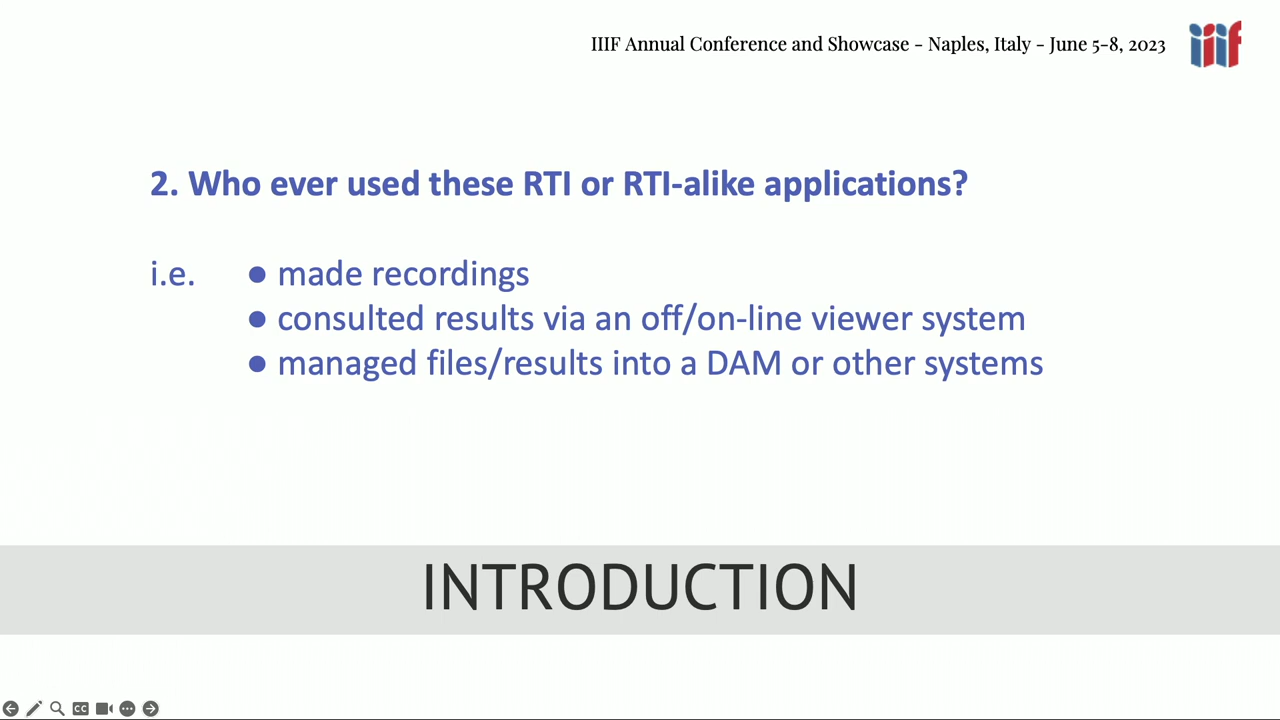 IIIF Annual Conference and Showcase - Naples, Italy - June 5-8, 2023
iiif
2. Who ever used these RTI or RTI-alike applications?
i.e. ● made recordings
● consulted results via an off/on-line viewer system
● managed files/results into a DAM or other systems
INTRODUCTION
CC